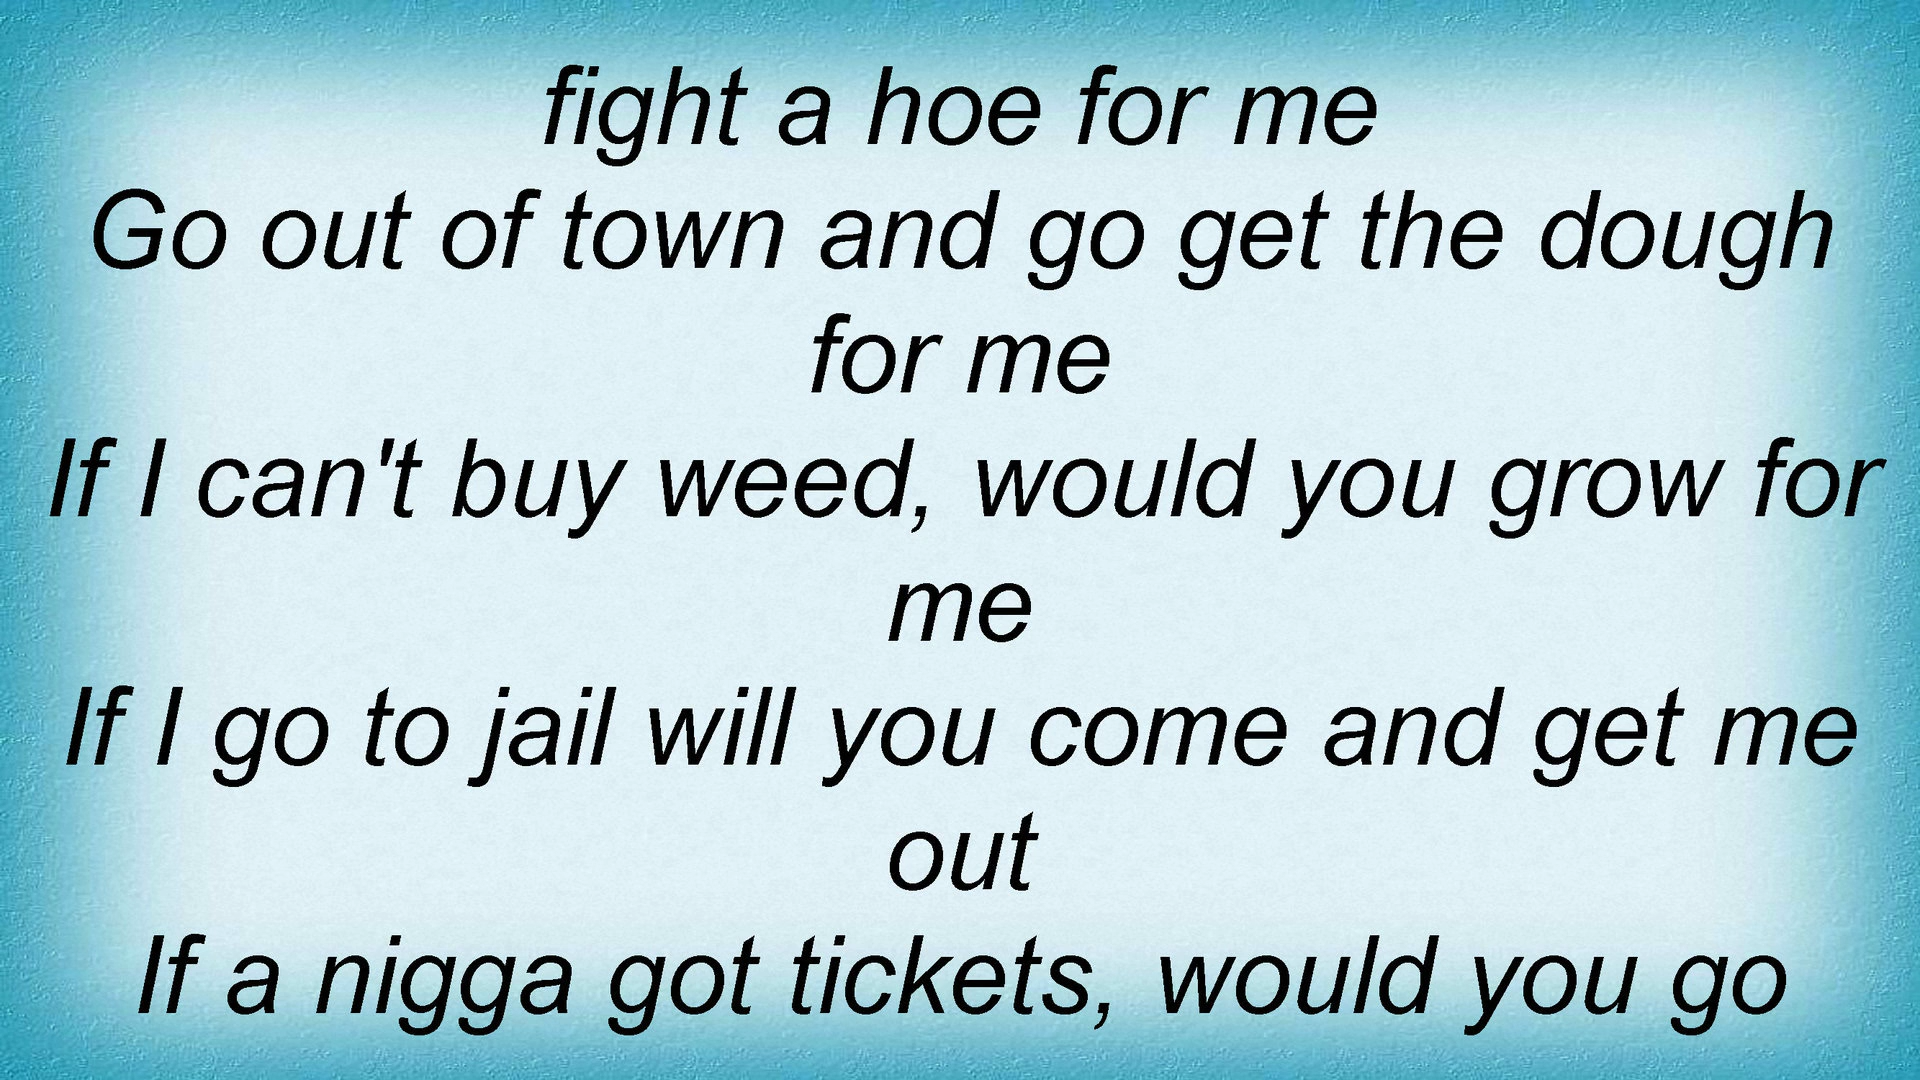 fight a hoe for me
Go out of town and go get the dough
for me
If I can't buy weed, would you grow for
me
If I go to jail will you come and get me
out
If a nigga got tickets, would you go